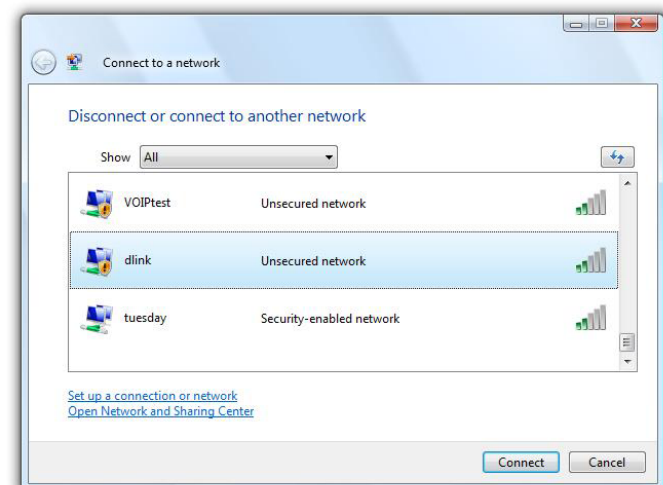 Connect to a network
Disconnect or connect to another network
Show All
VOIPtest Unsecured network
dlink Unsecured network
tuesday Security-enabled network
Set up a connection or network
Open Network and Sharing Center
Connect Cancel